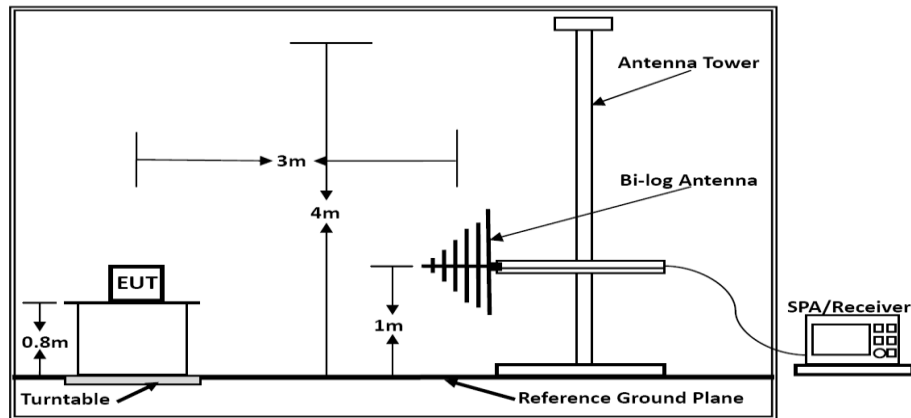 Antenna Tower
3m
Bi-log Antenna
4m
EUT
1m
SPA/Receiver
0.8m
Turntable
Reference Ground Plane